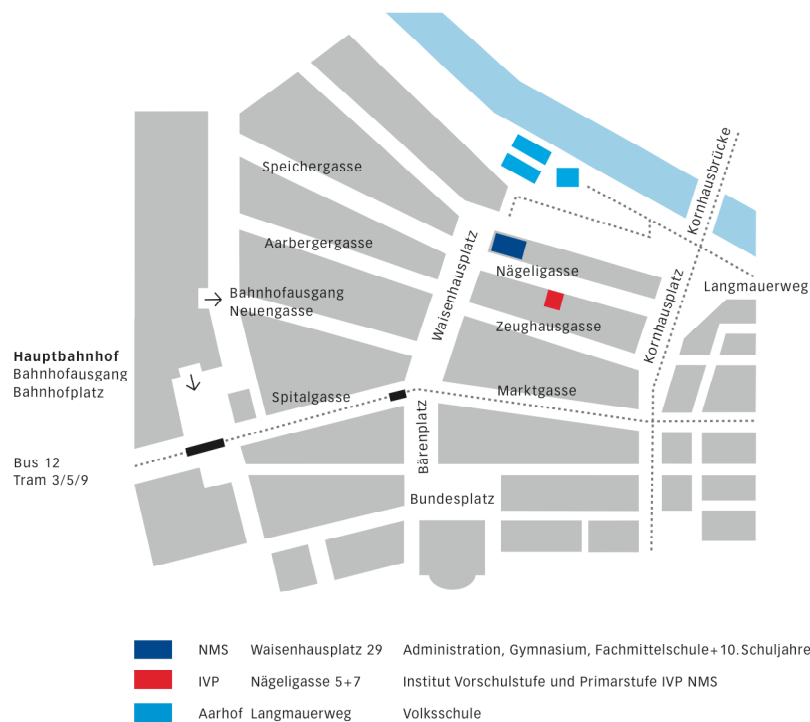 Kornhausbrücke
Speichergasse
Waisenhausplatz
Aarbergergasse
Nägeligasse
Kornhausplatz
Langmauerweg
Bahnhofausgang
Neuengasse
Zeughausgasse
Hauptbahnhof
Bahnhofausgang
Bahnhofplatz
Spitalgasse
Marktgasse
Bärenplatz
Bus 12
Tram 3/5/9
Bundesplatz
NMS Waisenhausplatz 29 Administration, Gymnasium, Fachmittelschule+10.Schuljahre
IVP Nägeligasse 5+7 Institut Vorschulstufe und Primarstufe IVP NMS
Aarhof Langmauerweg Volksschule